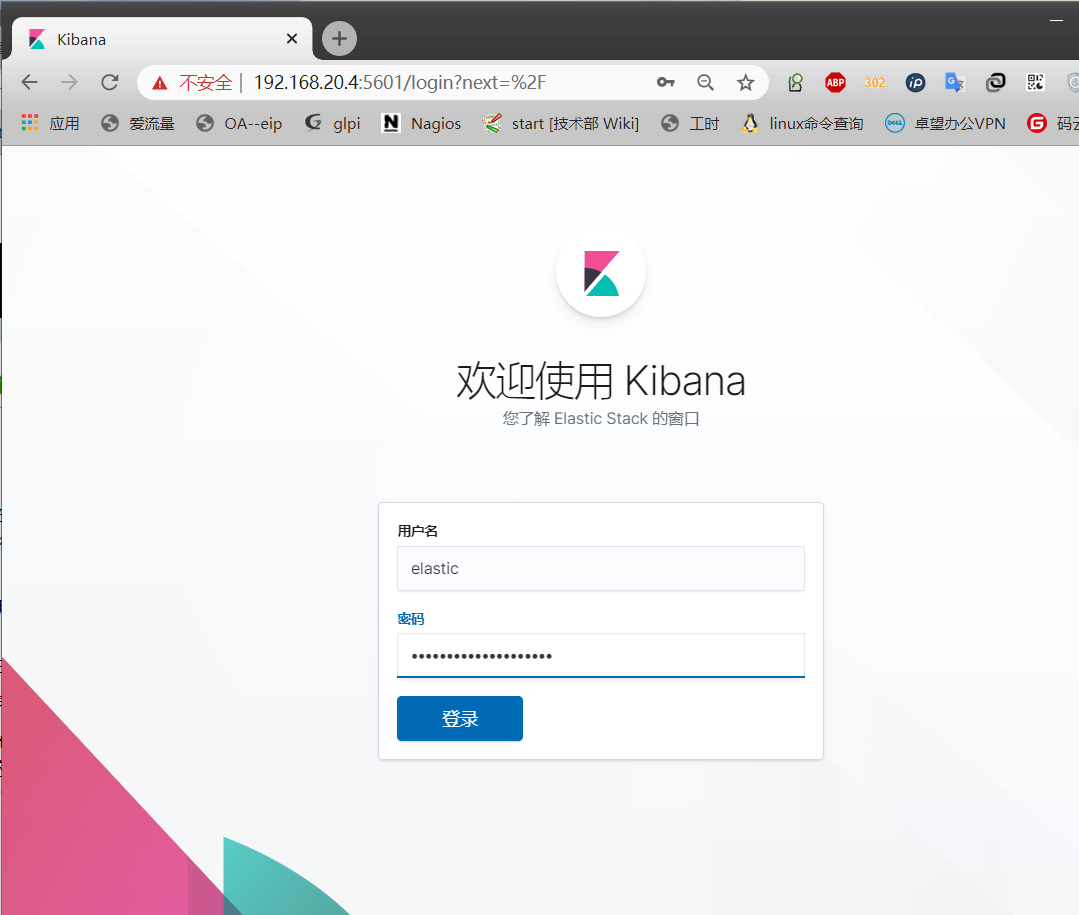 Kibana
不安全 192.168.20.4:5601/login?next=%2F
ABP 302 ip
应用 爱流量 OA--eip glpi N Nagios start [技术部 Wiki] 工时 linux命令查询 DELL 卓望办公VPN G 码云
欢迎使用 Kibana
您了解 Elastic Stack 的窗口
用户名
elastic
密码
••••••••••••••••••••
登录